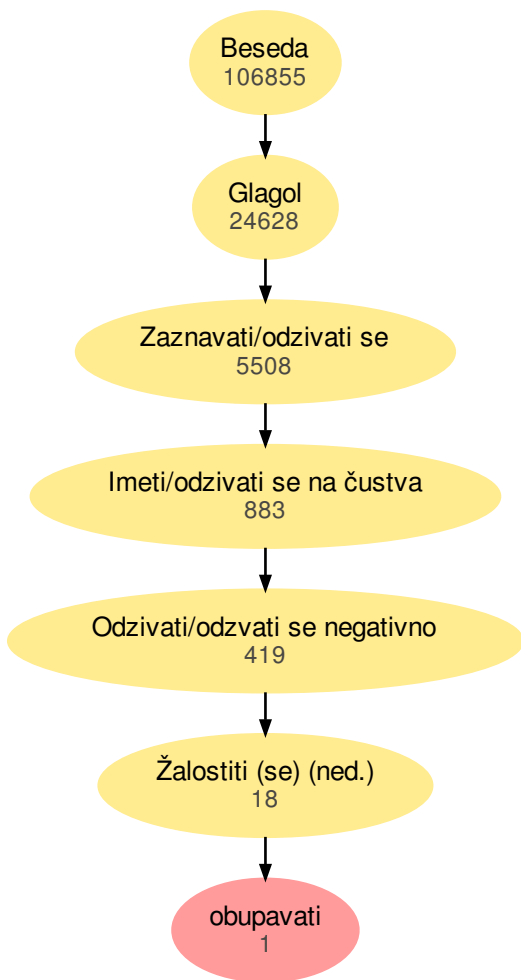 Beseda
106855
Glagol
24628
Zaznavati/odzivati se
5508
Imeti/odzivati se na čustva
883
Odzivati/odzvati se negativno
419
Žalostiti (se) (ned.)
18
obupavati
1